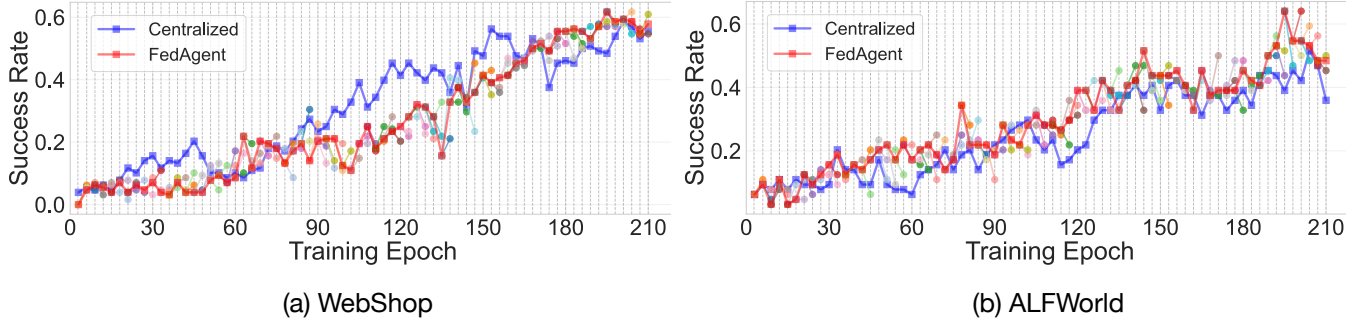 Success Rate
0.6
0.4
0.2
0.0
Centralized
FedAgent
0 30 60 90 120 150 180 210
Training Epoch
(a) WebShop
Success Rate
0.6
0.4
0.2
Centralized
FedAgent
0 30 60 90 120 150 180 210
Training Epoch
(b) ALFWorld